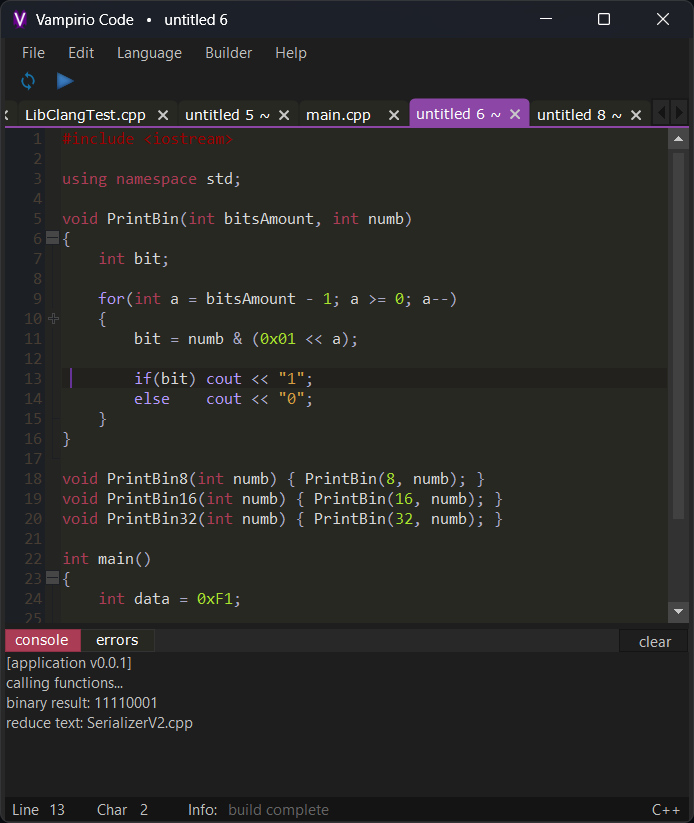 V Vampirio Code • untitled 6
File Edit Language Builder Help
LibClangTest.cpp untitled 5 ~ main.cpp untitled 6 ~ untitled 8 ~
1 #include <iostream>
2
3 using namespace std;
4
5 void PrintBin(int bitsAmount, int numb)
6 {
7     int bit;
8
9     for(int a = bitsAmount - 1; a >= 0; a--)
10     {
11         bit = numb & (0x01 << a);
12
13         if(bit) cout << "1";
14         else    cout << "0";
15     }
16 }
17
18 void PrintBin8(int numb) { PrintBin(8, numb); }
19 void PrintBin16(int numb) { PrintBin(16, numb); }
20 void PrintBin32(int numb) { PrintBin(32, numb); }
21
22 int main()
23 {
24     int data = 0xF1;
25
console errors clear
[application v0.0.1]
calling functions...
binary result: 11110001
reduce text: SerializerV2.cpp
Line 13 Char 2 Info: build complete C++